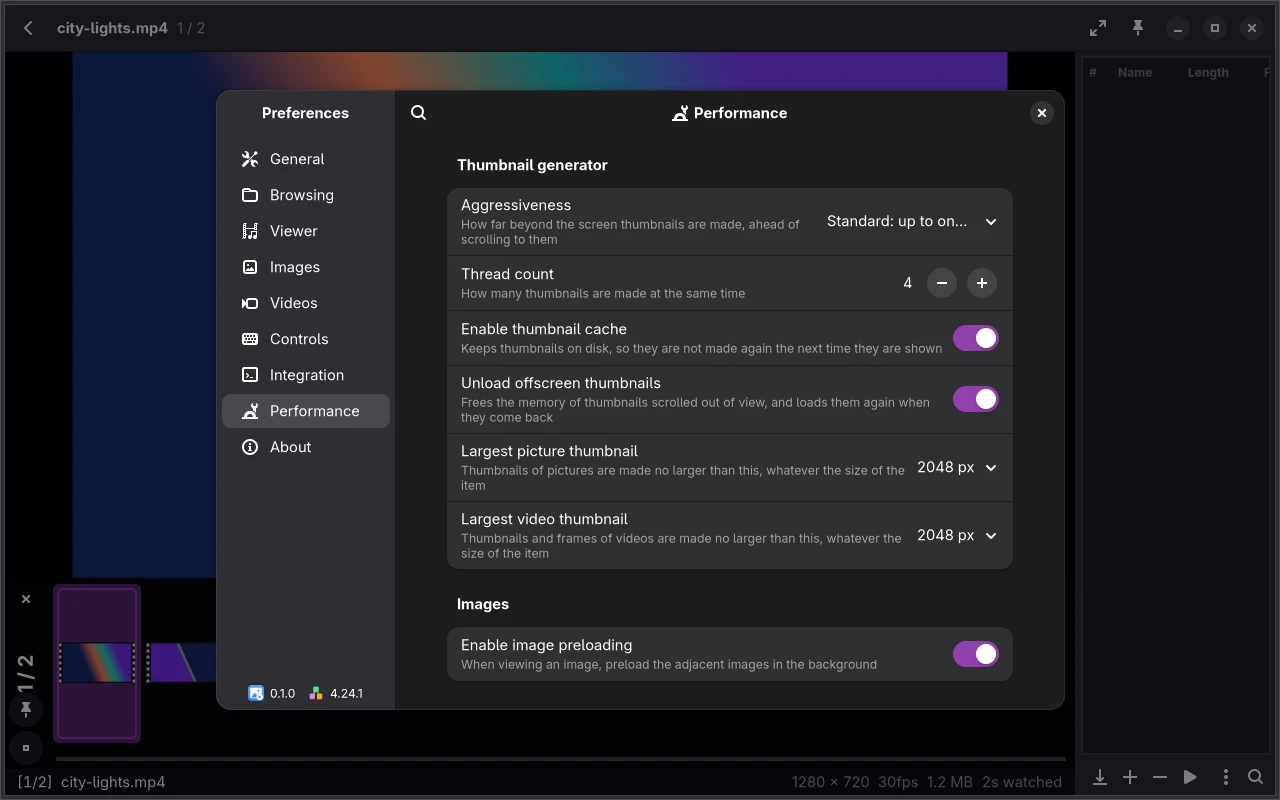 city-lights.mp4 1 / 2
# Name Length F
Preferences
General
Browsing
Viewer
Images
Videos
Controls
Integration
Performance
About
0.1.0 4.24.1
Performance
Thumbnail generator
Aggressiveness
How far beyond the screen thumbnails are made, ahead of
scrolling to them
Standard: up to on...
Thread count
How many thumbnails are made at the same time
4
Enable thumbnail cache
Keeps thumbnails on disk, so they are not made again the next time they are shown
Unload offscreen thumbnails
Frees the memory of thumbnails scrolled out of view, and loads them again when
they come back
Largest picture thumbnail
Thumbnails of pictures are made no larger than this, whatever the size of the
item
2048 px
Largest video thumbnail
Thumbnails and frames of videos are made no larger than this, whatever the
size of the item
2048 px
Images
Enable image preloading
When viewing an image, preload the adjacent images in the background
1 / 2
[1/2] city-lights.mp4
1280 × 720 30fps 1.2 MB 2s watched